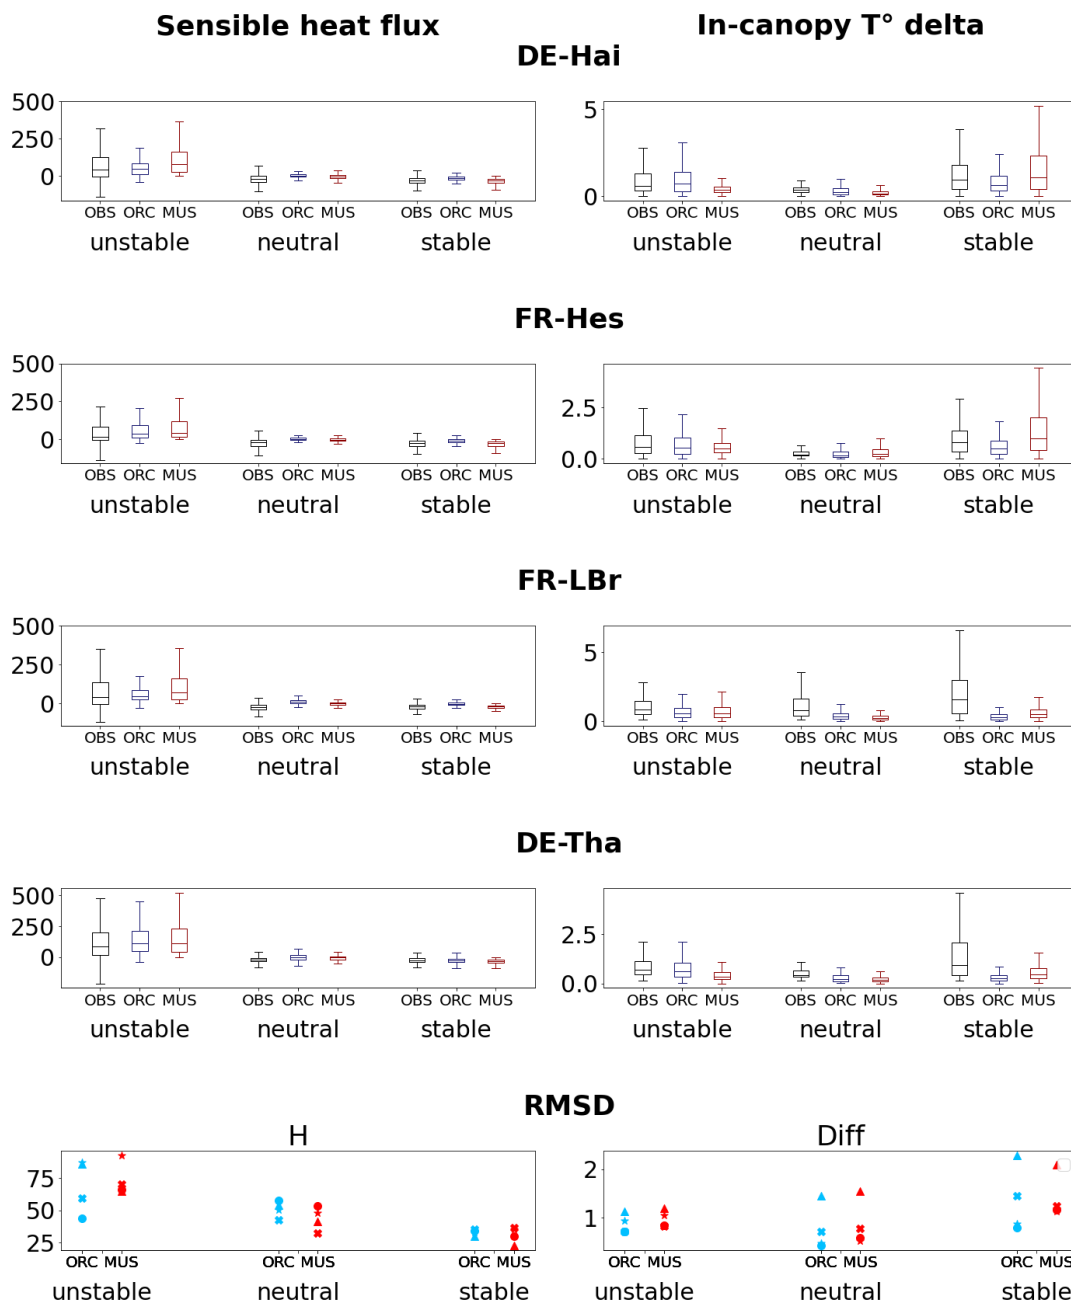 Sensible heat flux In-canopy T° delta
DE-Hai
500
250
0
OBS ORC MUS OBS ORC MUS OBS ORC MUS
unstable neutral stable
5
0
OBS ORC MUS OBS ORC MUS OBS ORC MUS
unstable neutral stable
FR-Hes
500
250
0
OBS ORC MUS OBS ORC MUS OBS ORC MUS
unstable neutral stable
2.5
0.0
OBS ORC MUS OBS ORC MUS OBS ORC MUS
unstable neutral stable
FR-LBr
500
250
0
OBS ORC MUS OBS ORC MUS OBS ORC MUS
unstable neutral stable
5
0
OBS ORC MUS OBS ORC MUS OBS ORC MUS
unstable neutral stable
DE-Tha
500
250
0
OBS ORC MUS OBS ORC MUS OBS ORC MUS
unstable neutral stable
2.5
0.0
OBS ORC MUS OBS ORC MUS OBS ORC MUS
unstable neutral stable
RMSD
H
75
50
25
ORC MUS ORC MUS ORC MUS
unstable neutral stable
Diff
2
1
ORC MUS ORC MUS ORC MUS
unstable neutral stable